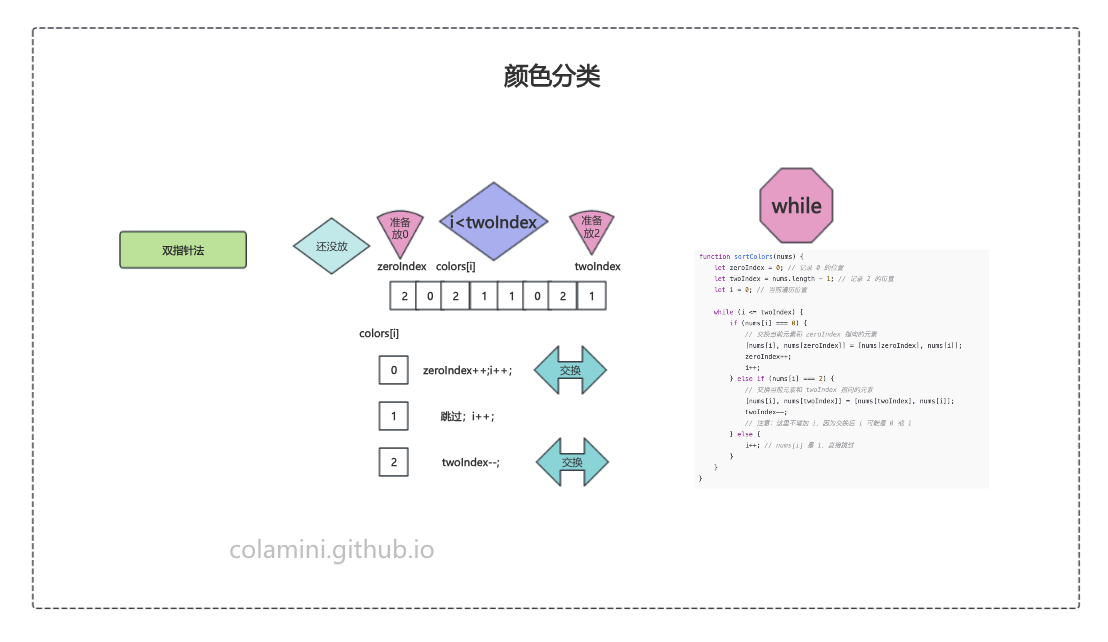 颜色分类
双指针法
还没放
准备
放0
i<twoIndex
准备
放2
zeroIndex
colors[i]
twoIndex
2 0 2 1 1 0 2 1
colors[i]
0
zeroIndex++;i++;
交换
1
跳过；i++;
2
twoIndex--;
交换
while
function sortColors(nums) {
let zeroIndex = 0; // 记录 0 的位置
let twoIndex = nums.length - 1; // 记录 2 的位置
let i = 0; // 当前遍历位置
while (i <= twoIndex) {
if (nums[i] === 0) {
// 交换当前元素和 zeroIndex 指向的元素
[nums[i], nums[zeroIndex]] = [nums[zeroIndex], nums[i]];
zeroIndex++;
i++;
} else if (nums[i] === 2) {
// 交换当前元素和 twoIndex 指向的元素
[nums[i], nums[twoIndex]] = [nums[twoIndex], nums[i]];
twoIndex--;
// 注意：这里不增加 i，因为交换后 i 可能是 0 或 1
} else {
i++; // nums[i] 是 1，直接跳过
}
}
}
colamini.github.io